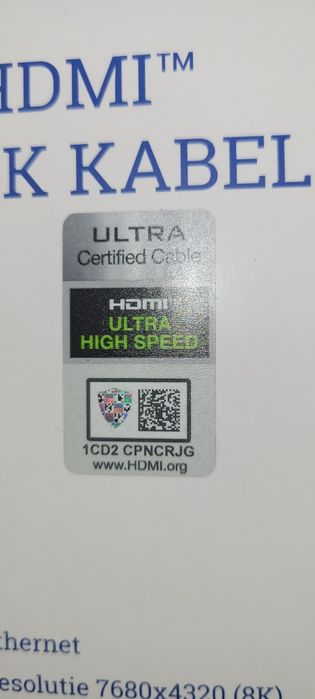 HDMI™
K KABEL
ULTRA
Certified Cable
HDMI
ULTRA
HIGH SPEED
1CD2 CPNCRJG
www.HDMI.org
thernet
esolutie 7680x4320 (8K)